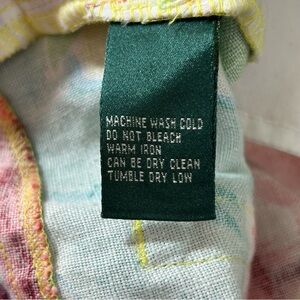 MACHINE WASH COLD
DO NOT BLEACH
WARM IRON
CAN BE DRY CLEAN
TUMBLE DRY LOW